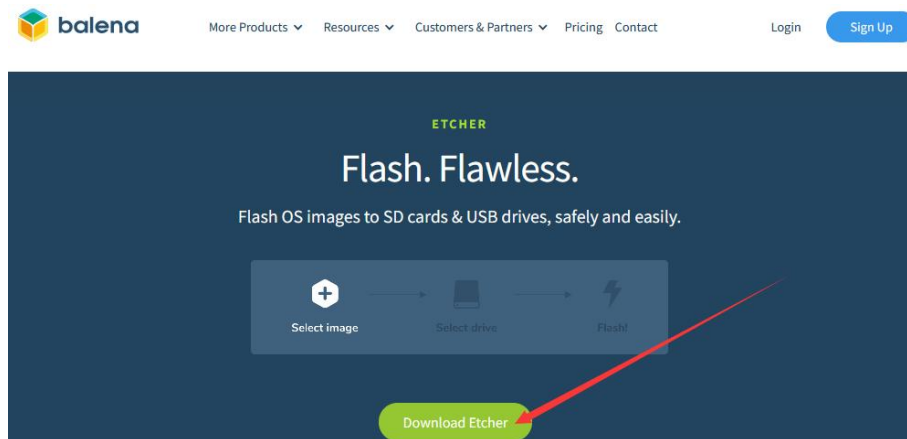 balena More Products Resources Customers & Partners Pricing Contact Login Sign Up
ETCHER
Flash. Flawless.
Flash OS images to SD cards & USB drives, safely and easily.
Select image Select drive Flash!
Download Etcher